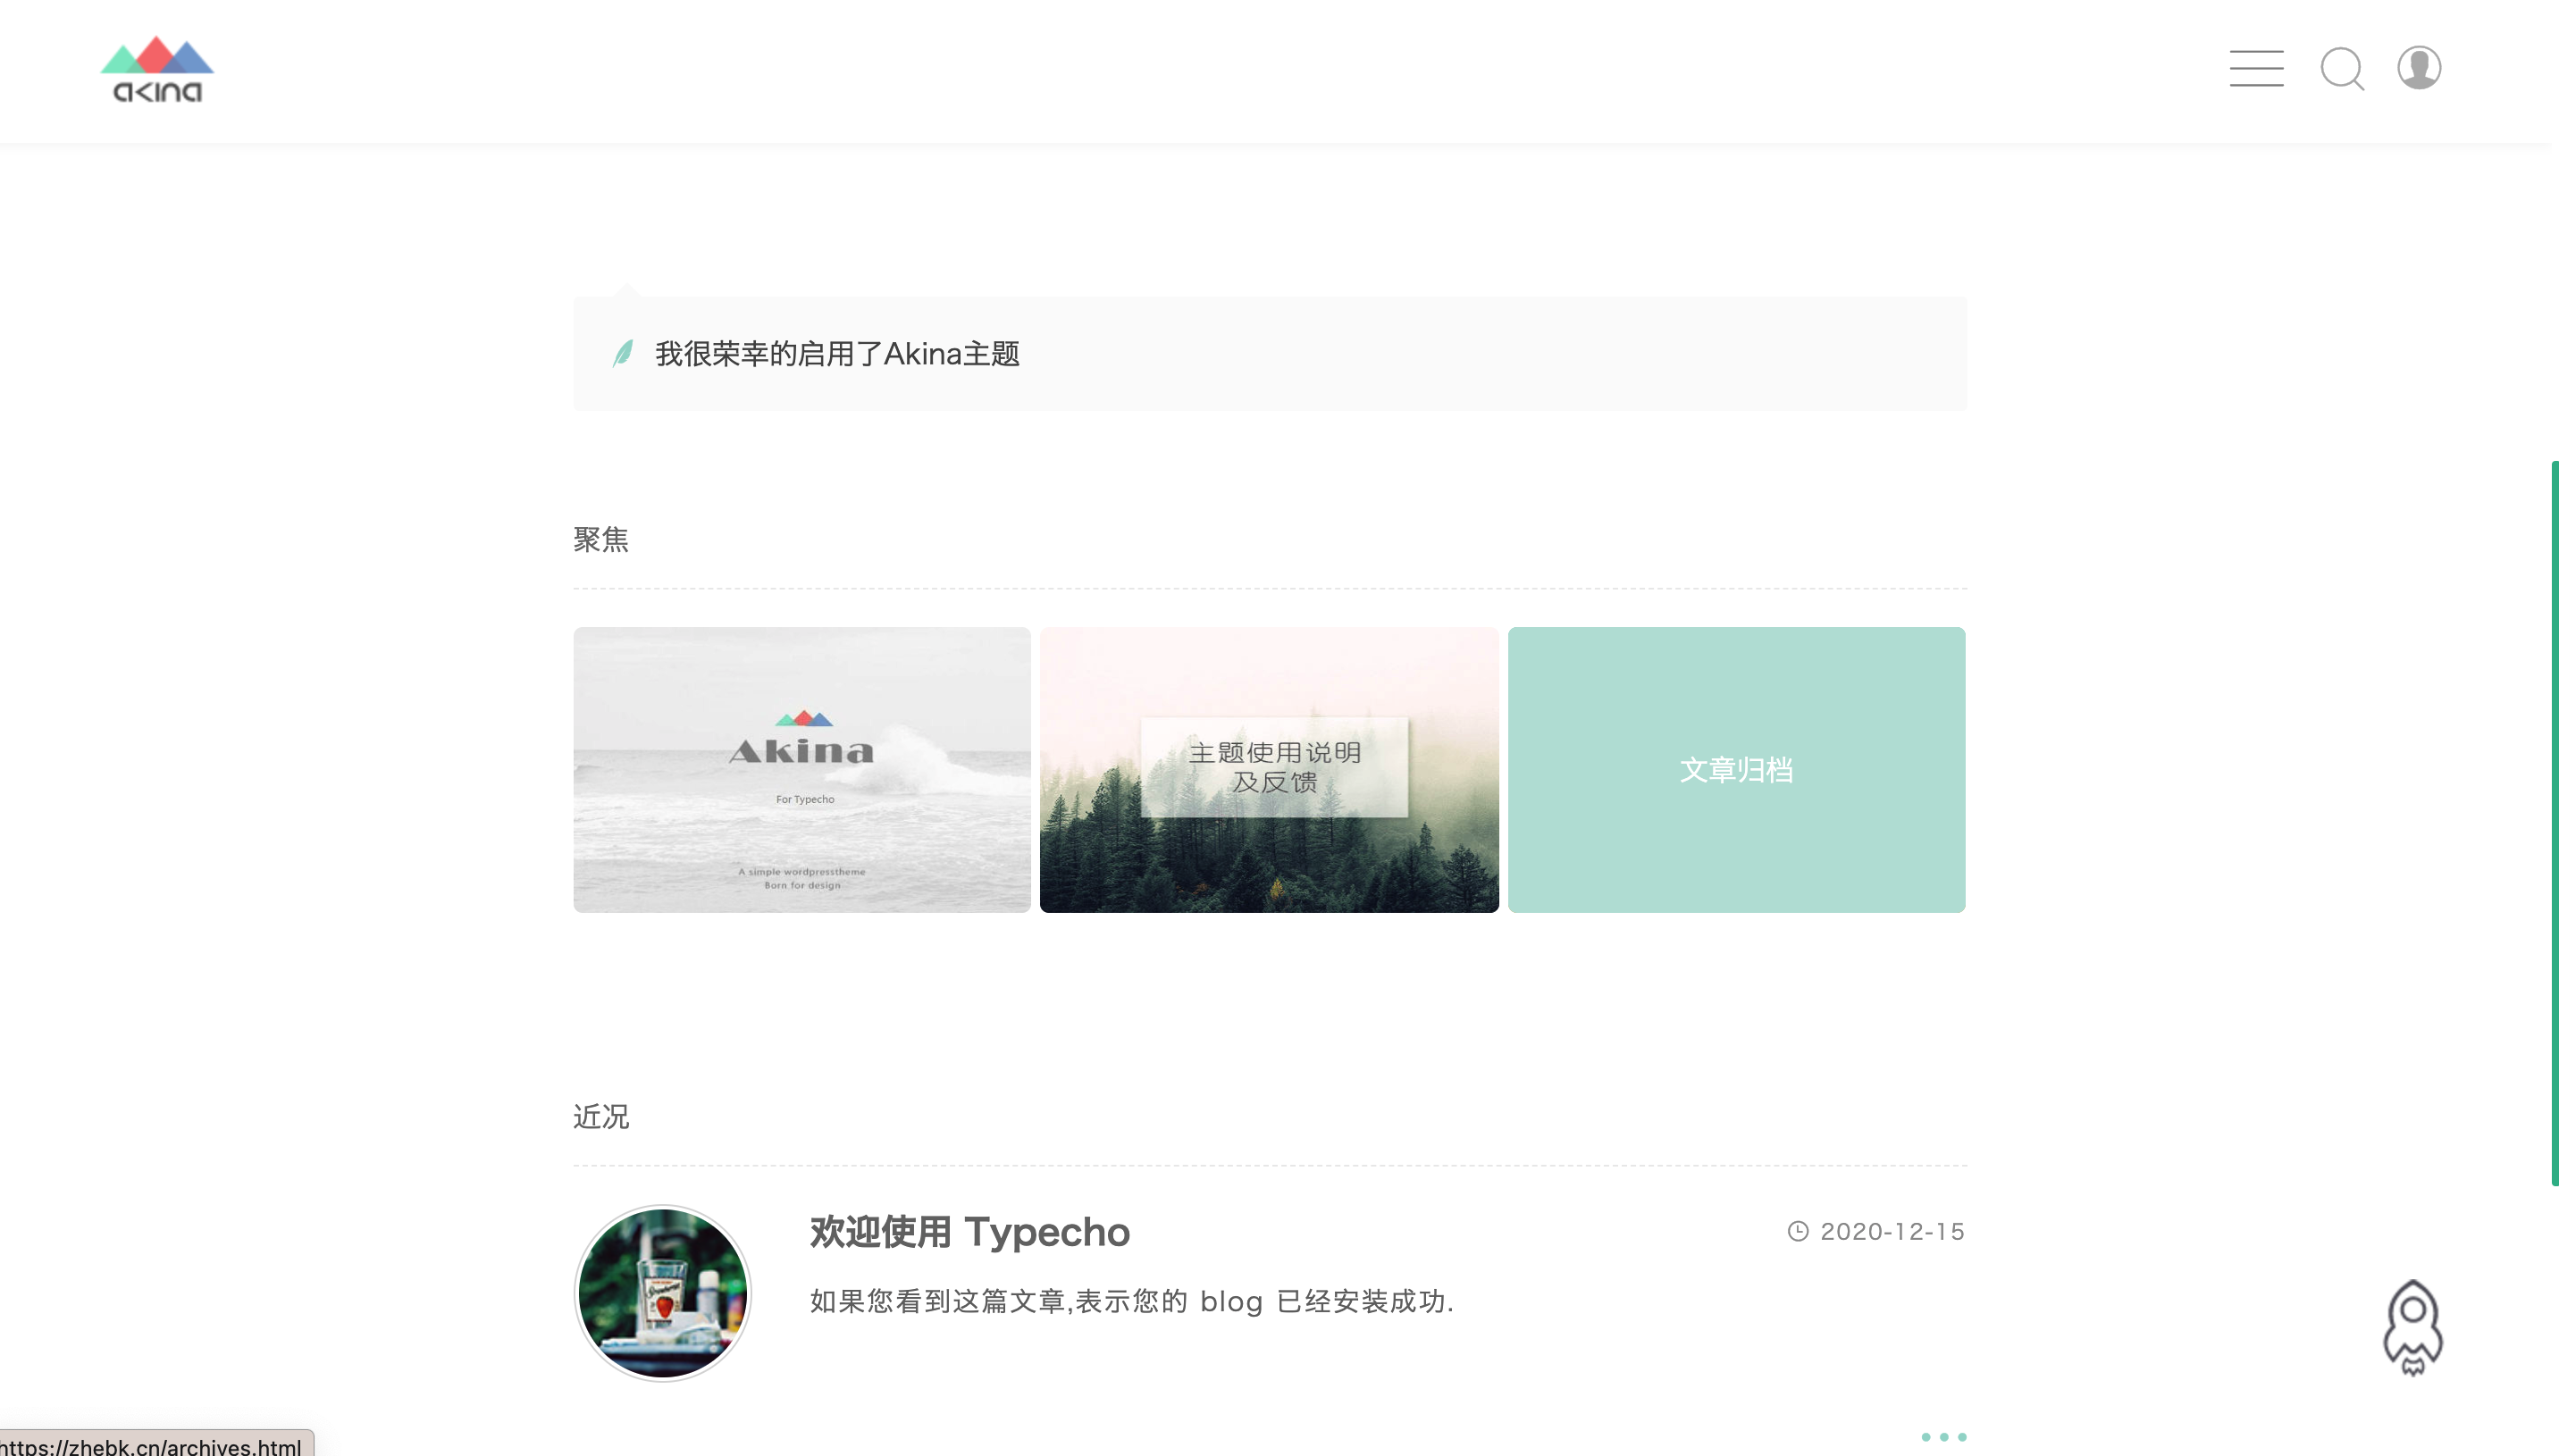 akina
我很荣幸的启用了Akina主题
聚焦
Akina
For Typecho
A simple wordpresstheme
Born for design
主题使用说明
及反馈
文章归档
近况
欢迎使用 Typecho
2020-12-15
如果您看到这篇文章,表示您的 blog 已经安装成功.
https://zhebk.cn/archives.html